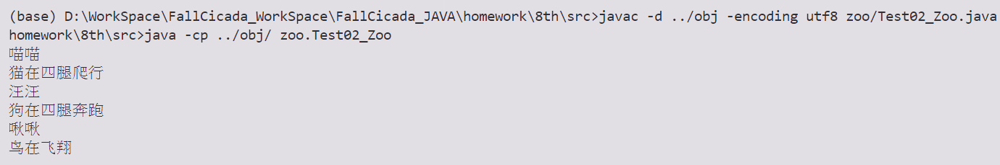 (base) D:\WorkSpace\FallCicada_WorkSpace\FallCicada_JAVA\homework\8th\src>javac -d ../obj -encoding utf8 zoo/Test02_Zoo.java
homework\8th\src>java -cp ../obj/ zoo.Test02_Zoo
喵喵
猫在四腿爬行
汪汪
狗在四腿奔跑
啾啾
鸟在飞翔